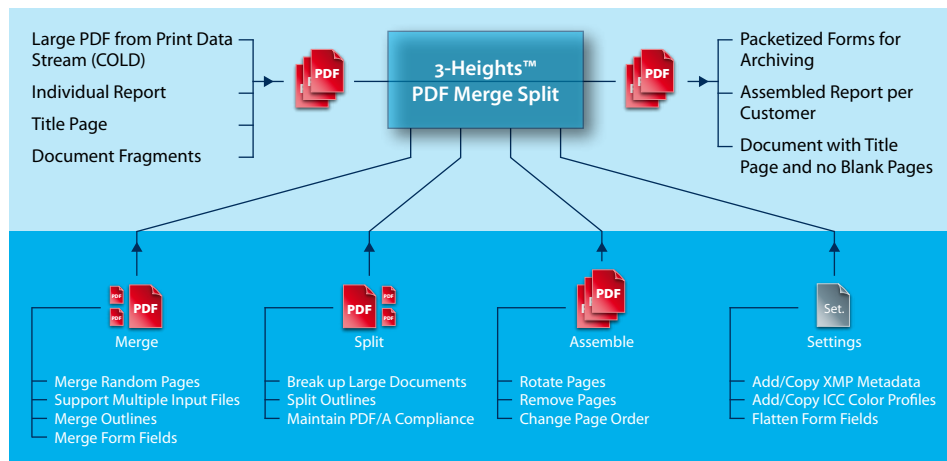 Large PDF from Print Data
Stream (COLD)
Individual Report
Title Page
Document Fragments
PDF
3-Heights™
PDF Merge Split
PDF
Packetized Forms for
Archiving
Assembled Report per
Customer
Document with Title
Page and no Blank Pages
PDF
PDF
PDF
Merge
Merge Random Pages
Support Multiple Input Files
Merge Outlines
Merge Form Fields
PDF
PDF
PDF
Split
Break up Large Documents
Split Outlines
Maintain PDF/A Compliance
PDF
Assemble
Rotate Pages
Remove Pages
Change Page Order
Set.
Settings
Add/Copy XMP Metadata
Add/Copy ICC Color Profiles
Flatten Form Fields